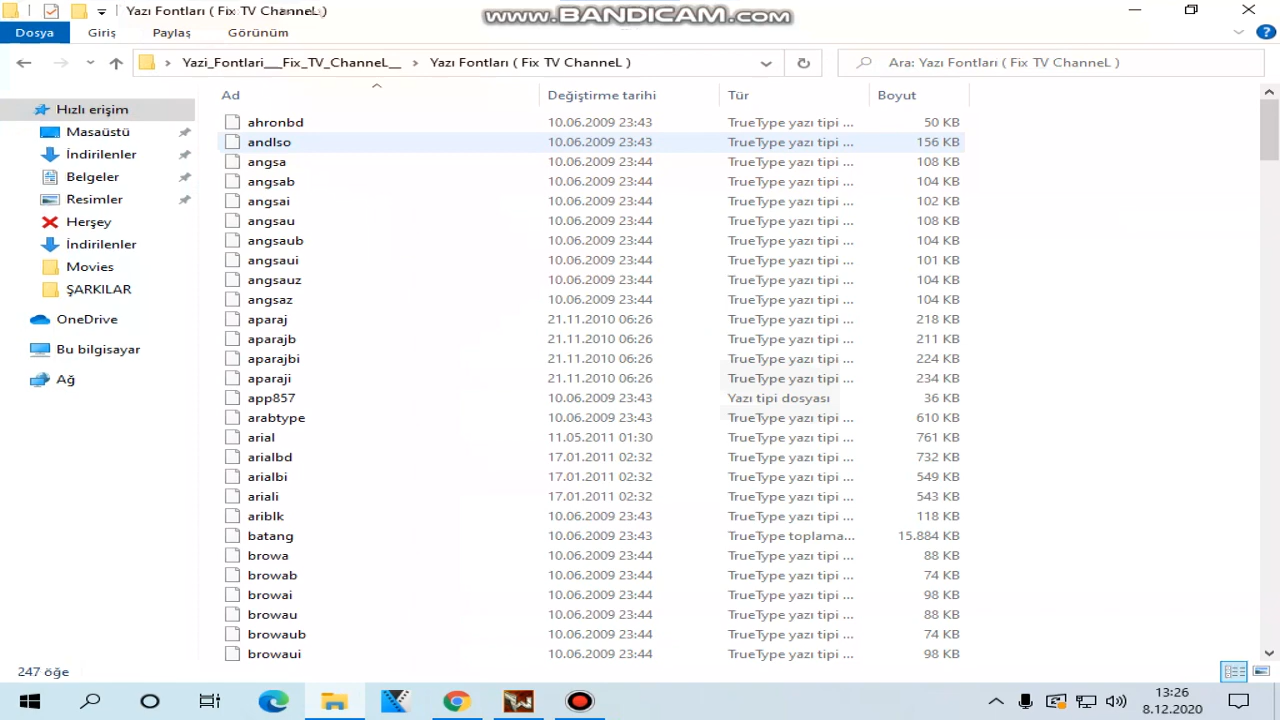 Yazı Fontları ( Fix TV ChanneL )
www.BANDICAM.com
Dosya Giriş Paylaş Görünüm
Yazi_Fontlari___Fix_TV_ChanneL__ Yazı Fontları ( Fix TV ChanneL ) Ara: Yazı Fontları ( Fix TV ChanneL )
Ad Değiştirme tarihi Tür Boyut
Hızlı erişim
Masaüstü
İndirilenler
Belgeler
Resimler
Herşey
İndirilenler
Movies
ŞARKILAR
OneDrive
Bu bilgisayar
Ağ
ahronbd 10.06.2009 23:43 TrueType yazı tipi ... 50 KB
andlso 10.06.2009 23:43 TrueType yazı tipi ... 156 KB
angsa 10.06.2009 23:44 TrueType yazı tipi ... 108 KB
angsab 10.06.2009 23:44 TrueType yazı tipi ... 104 KB
angsai 10.06.2009 23:44 TrueType yazı tipi ... 102 KB
angsau 10.06.2009 23:44 TrueType yazı tipi ... 108 KB
angsaub 10.06.2009 23:44 TrueType yazı tipi ... 104 KB
angsaui 10.06.2009 23:44 TrueType yazı tipi ... 101 KB
angsauz 10.06.2009 23:44 TrueType yazı tipi ... 104 KB
angsaz 10.06.2009 23:44 TrueType yazı tipi ... 104 KB
aparaj 21.11.2010 06:26 TrueType yazı tipi ... 218 KB
aparajb 21.11.2010 06:26 TrueType yazı tipi ... 211 KB
aparajbi 21.11.2010 06:26 TrueType yazı tipi ... 224 KB
aparaji 21.11.2010 06:26 TrueType yazı tipi ... 234 KB
app857 10.06.2009 23:43 Yazı tipi dosyası 36 KB
arabtype 10.06.2009 23:43 TrueType yazı tipi ... 610 KB
arial 11.05.2011 01:30 TrueType yazı tipi ... 761 KB
arialbd 17.01.2011 02:32 TrueType yazı tipi ... 732 KB
arialbi 17.01.2011 02:32 TrueType yazı tipi ... 549 KB
ariali 17.01.2011 02:32 TrueType yazı tipi ... 543 KB
ariblk 10.06.2009 23:43 TrueType yazı tipi ... 118 KB
batang 10.06.2009 23:43 TrueType toplama... 15.884 KB
browa 10.06.2009 23:44 TrueType yazı tipi ... 88 KB
browab 10.06.2009 23:44 TrueType yazı tipi ... 74 KB
browai 10.06.2009 23:44 TrueType yazı tipi ... 98 KB
browau 10.06.2009 23:44 TrueType yazı tipi ... 88 KB
browaub 10.06.2009 23:44 TrueType yazı tipi ... 74 KB
browaui 10.06.2009 23:44 TrueType yazı tipi ... 98 KB
247 öğe
13:26
8.12.2020